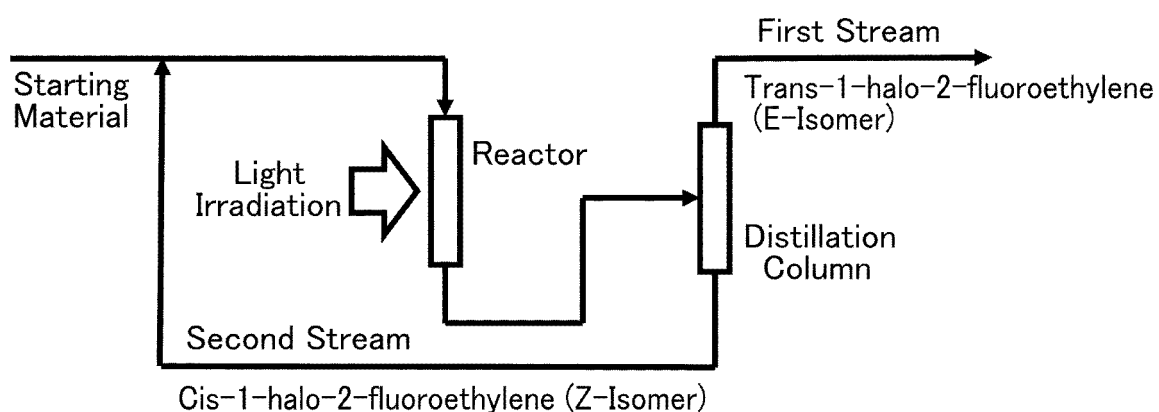 First Stream
Starting
Material
Trans-1-halo-2-fluoroethylene
(E-Isomer)
Light
Irradiation
Reactor
Distillation
Column
Second Stream
Cis-1-halo-2-fluoroethylene (Z-Isomer)